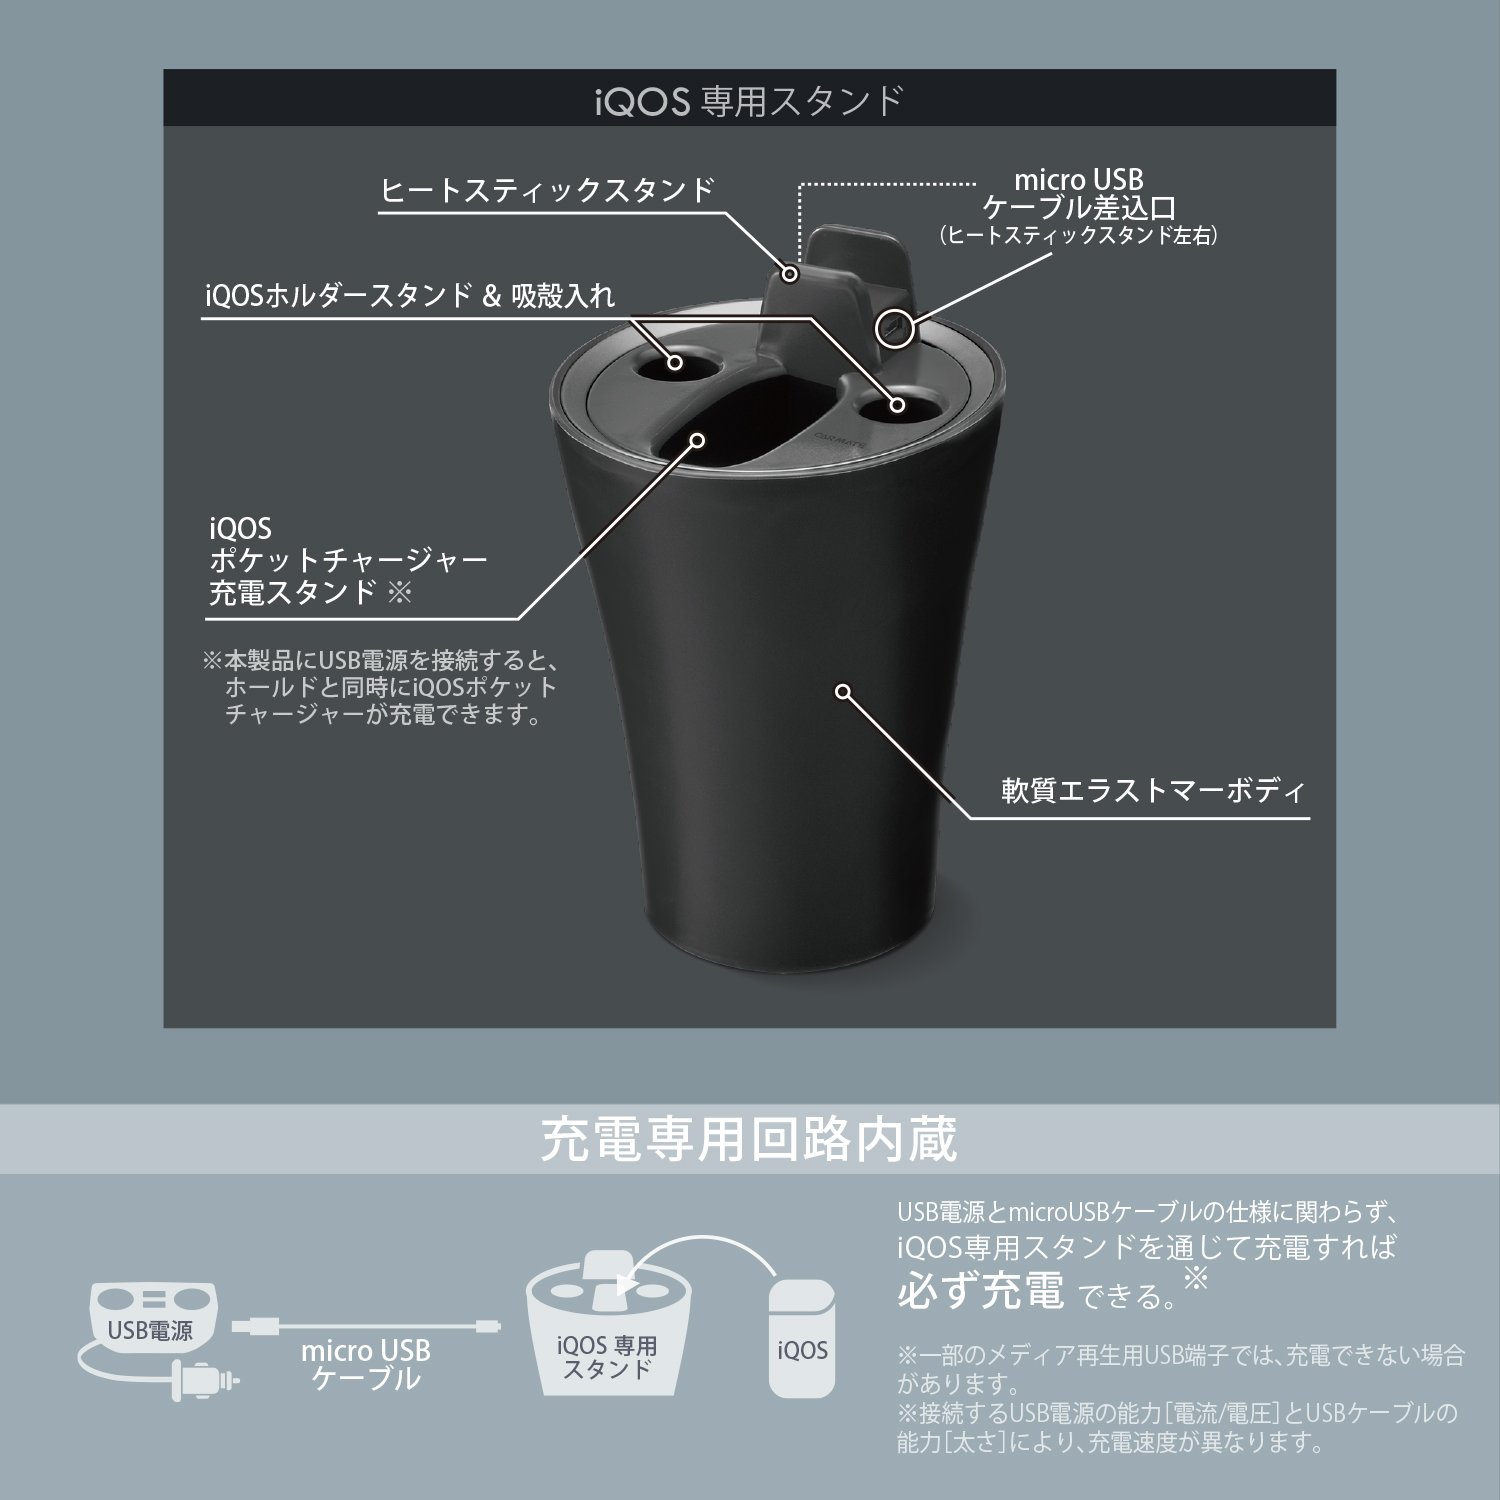 iQOS 専用スタンド
ヒートスティックスタンド
micro USB
ケーブル差込口
（ヒートスティックスタンド左右）
iQOSホルダースタンド & 吸殻入れ
CARMATE
iQOS
ポケットチャージャー
充電スタンド ※
※本製品にUSB電源を接続すると、
ホールドと同時にiQOSポケット
チャージャーが充電できます。
軟質エラストマーボディ
充電専用回路内蔵
USB電源
micro USB
ケーブル
iQOS 専用
スタンド
iQOS
USB電源とmicroUSBケーブルの仕様に関わらず、
iQOS専用スタンドを通じて充電すれば
必ず充電 できる。※
※一部のメディア再生用USB端子では、充電できない場合
があります。
※接続するUSB電源の能力［電流/電圧］とUSBケーブルの
能力［太さ］により、充電速度が異なります。